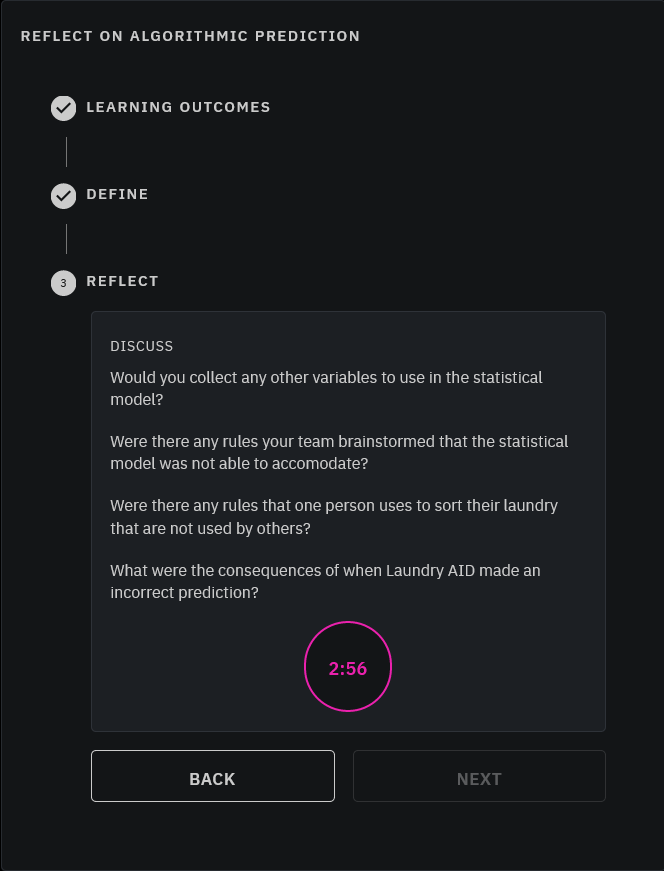 REFLECT ON ALGORITHMIC PREDICTION
LEARNING OUTCOMES
DEFINE
3
REFLECT
DISCUSS
Would you collect any other variables to use in the statistical
model?
Were there any rules your team brainstormed that the statistical
model was not able to accomodate?
Were there any rules that one person uses to sort their laundry
that are not used by others?
What were the consequences of when Laundry AID made an
incorrect prediction?
2:56
BACK
NEXT